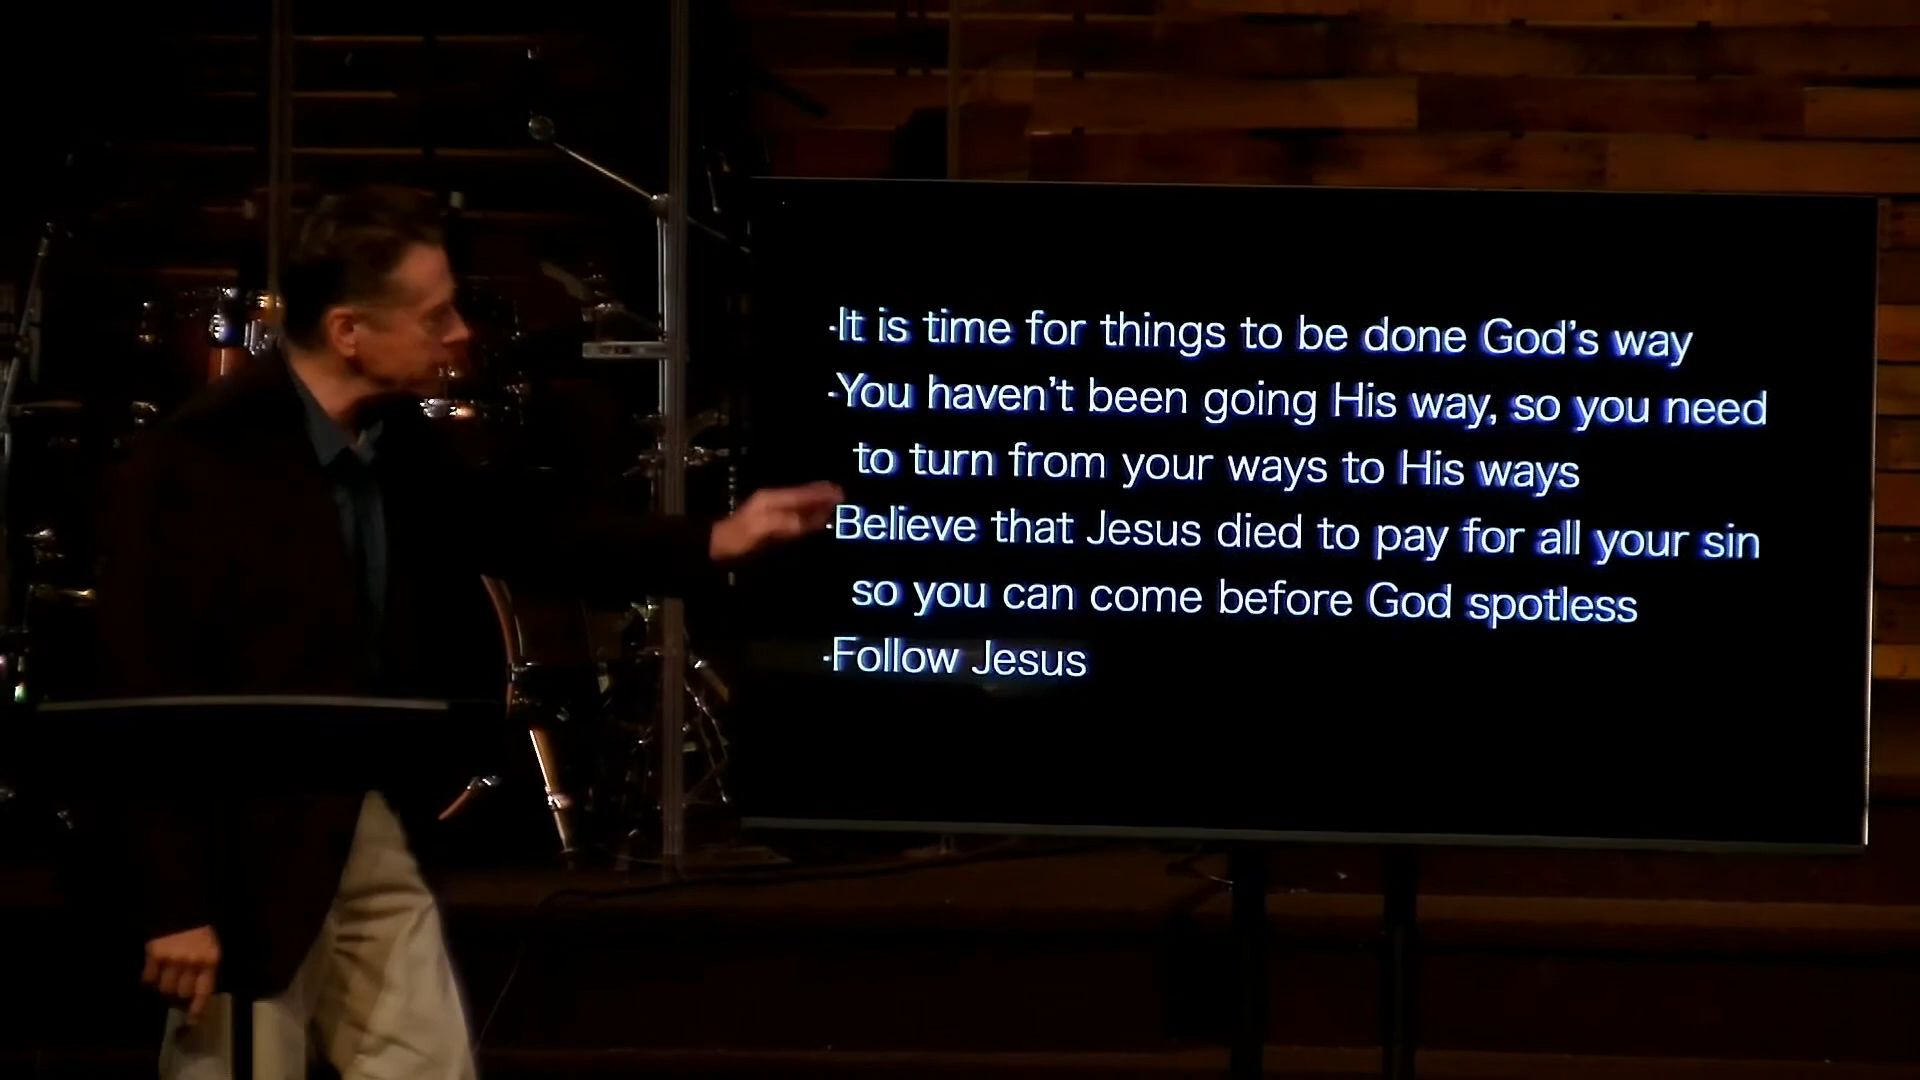 -It is time for things to be done God's way
-You haven't been going His way, so you need
to turn from your ways to His ways
-Believe that Jesus died to pay for all your sin
so you can come before God spotless
-Follow Jesus